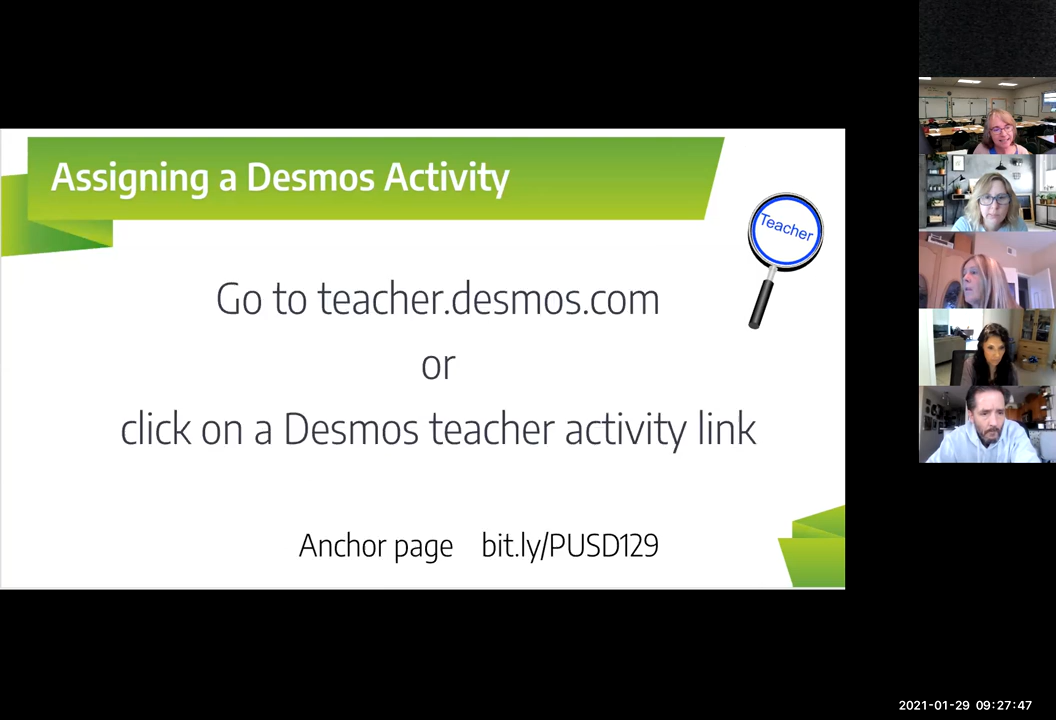 Assigning a Desmos Activity
Teacher
Go to teacher.desmos.com
or
click on a Desmos teacher activity link
Anchor page bit.ly/PUSD129
2021-01-29 09:27:47